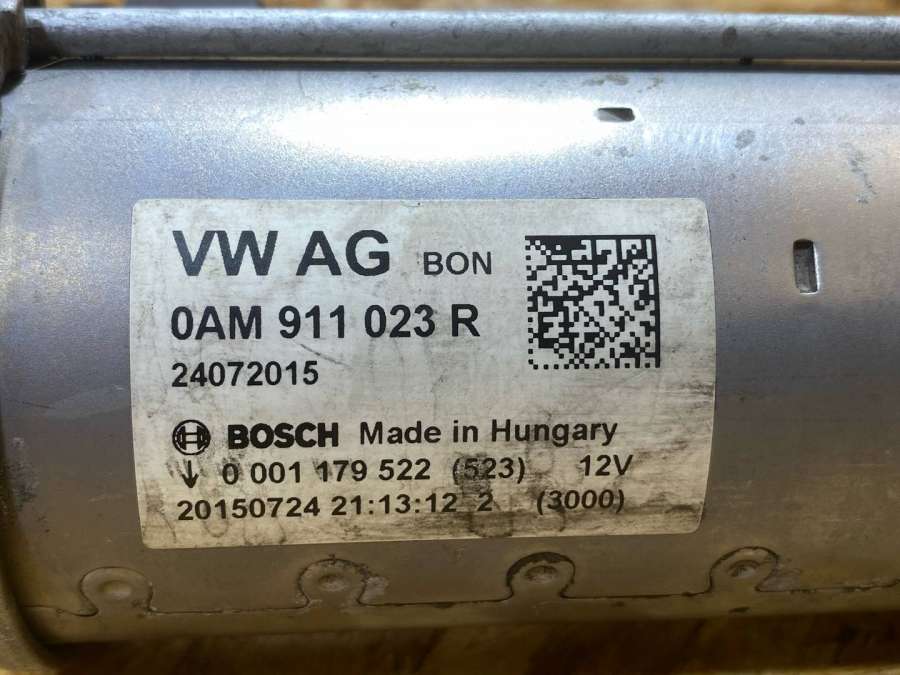 VW AG BON
0AM 911 023 R
24072015
BOSCH Made in Hungary
↓ 0 001 179 522 (523) 12V
20150724 21:13:12 2 (3000)